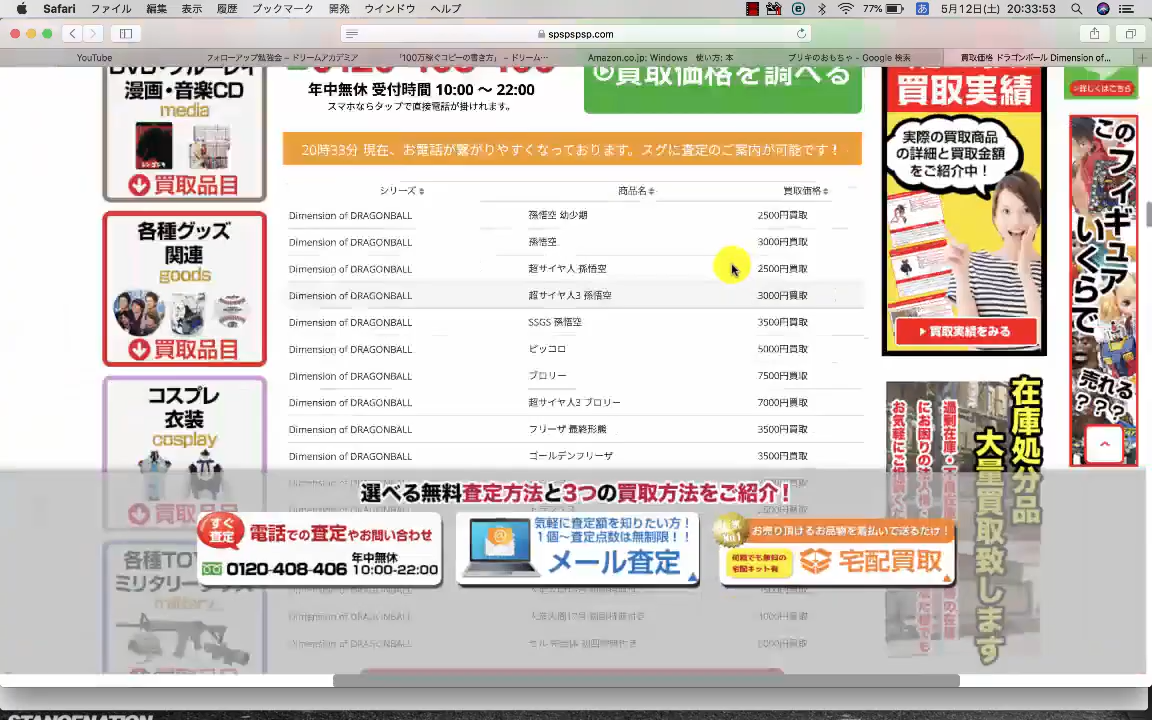 Safari ファイル 編集 表示 履歴 ブックマーク 開発 ウインドウ ヘルプ
77% あ 5月12日(土) 20:33:53
spspspsp.com
YouTube
フォローアップ勉強会 – ドリームアカデミア
「100万稼ぐコピーの書き方」 – ドリーム…
Amazon.co.jp: Windows 使い方: 本
ブリキのおもちゃ - Google 検索
買取価格 ドラゴンボール Dimension of...
漫画・音楽CD
media
買取品目
各種グッズ
関連
goods
買取品目
コスプレ
衣装
cosplay
年中無休 受付時間 10:00 〜 22:00
スマホならタップで直接電話が掛けれます。
買取価格を調べる
20時33分 現在、お電話が繋がりやすくなっております。スグに査定のご案内が可能です！
シリーズ 商品名 買取価格
Dimension of DRAGONBALL 孫悟空 幼少期 2500円買取
Dimension of DRAGONBALL 孫悟空 3000円買取
Dimension of DRAGONBALL 超サイヤ人 孫悟空 2500円買取
Dimension of DRAGONBALL 超サイヤ人3 孫悟空 3000円買取
Dimension of DRAGONBALL SSGS 孫悟空 3500円買取
Dimension of DRAGONBALL ピッコロ 5000円買取
Dimension of DRAGONBALL ブロリー 7500円買取
Dimension of DRAGONBALL 超サイヤ人3 ブロリー 7000円買取
Dimension of DRAGONBALL フリーザ 最終形態 3500円買取
Dimension of DRAGONBALL ゴールデンフリーザ 3500円買取
買取実績
実際の買取商品
の詳細と買取金額
をご紹介中！
買取実績をみる
>詳しくはこちら
このフィギュア
いくらで
売れる
???
在庫処分品
大量買取致します
選べる無料査定方法と3つの買取方法をご紹介！
すぐ
査定
電話での査定やお問い合わせ
0120-408-406
年中無休
10:00-22:00
気軽に査定額を知りたい方！
1個〜査定点数は無制限！！
メール査定
No1
お売り頂けるお品物を着払いで送るだけ！
宅配買取